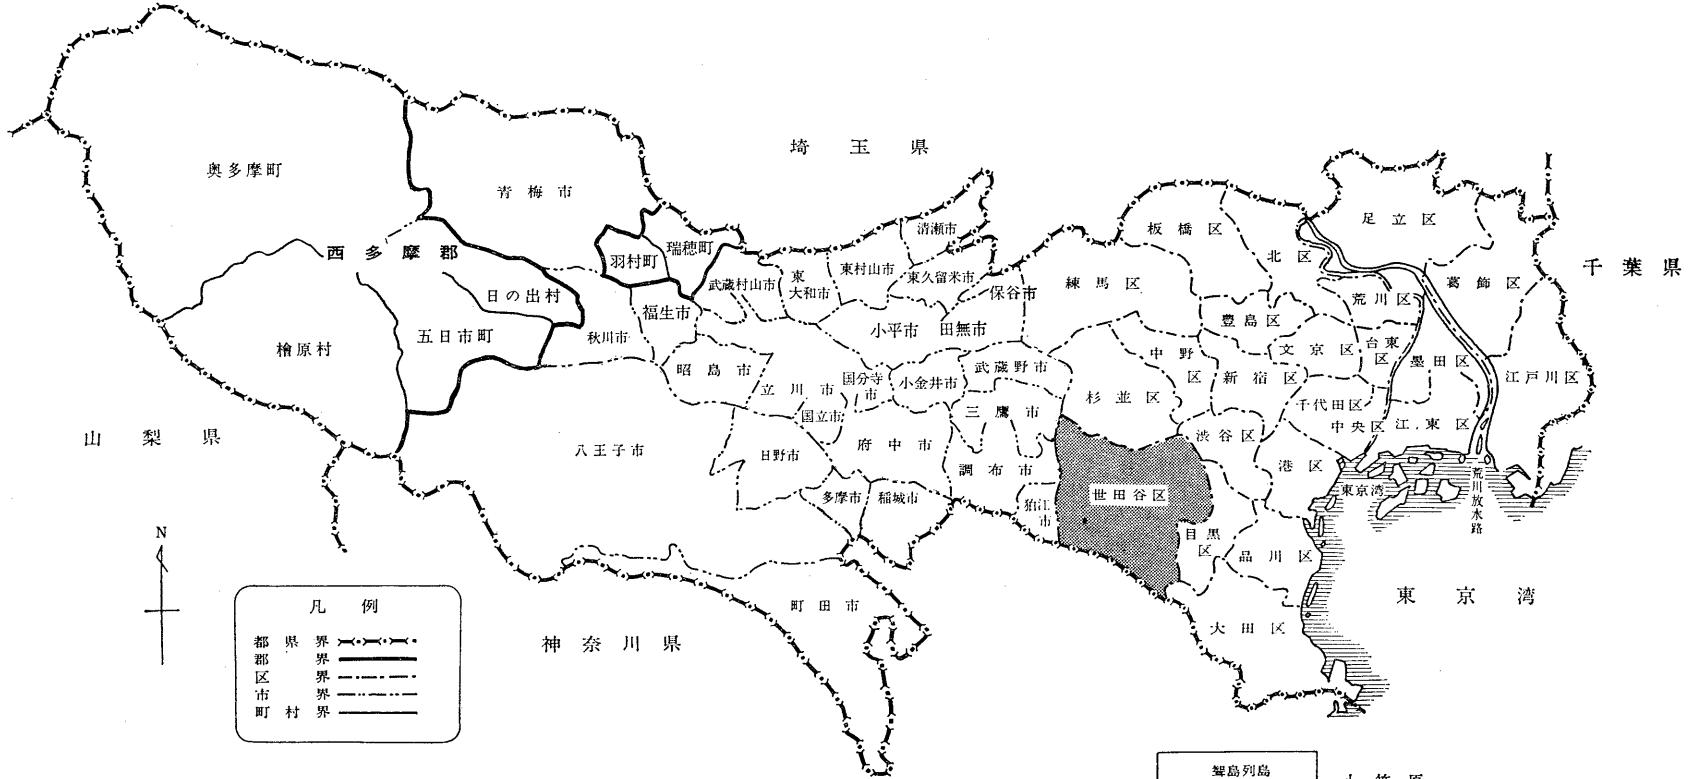 埼玉県
奥多摩町
青梅市
西多摩郡
瑞穂町
羽村町
日の出村
五日市町
檜原村
福生市
秋川市
武蔵村山市
東
大和市
東村山市
清瀬市
東久留米市
保谷市
小平市
田無市
昭島市
立川市
国分寺
市
小金井市
武蔵野市
国立市
三鷹市
府中市
調布市
八王子市
日野市
多摩市
稲城市
狛江
市
町田市
板橋区
北区
足立区
葛飾区
千葉県
練馬区
荒川区
豊島区
中野
区
文京区
台東
区
墨田区
江戸川区
杉並区
新宿区
千代田区
中央区
江東区
渋谷区
港区
世田谷区
東京湾
荒川放水路
目黒
区
品川区
大田区
東京湾
山梨県
神奈川県
N
凡例
都県界
郡界
区界
市界
町村界
聟島列島